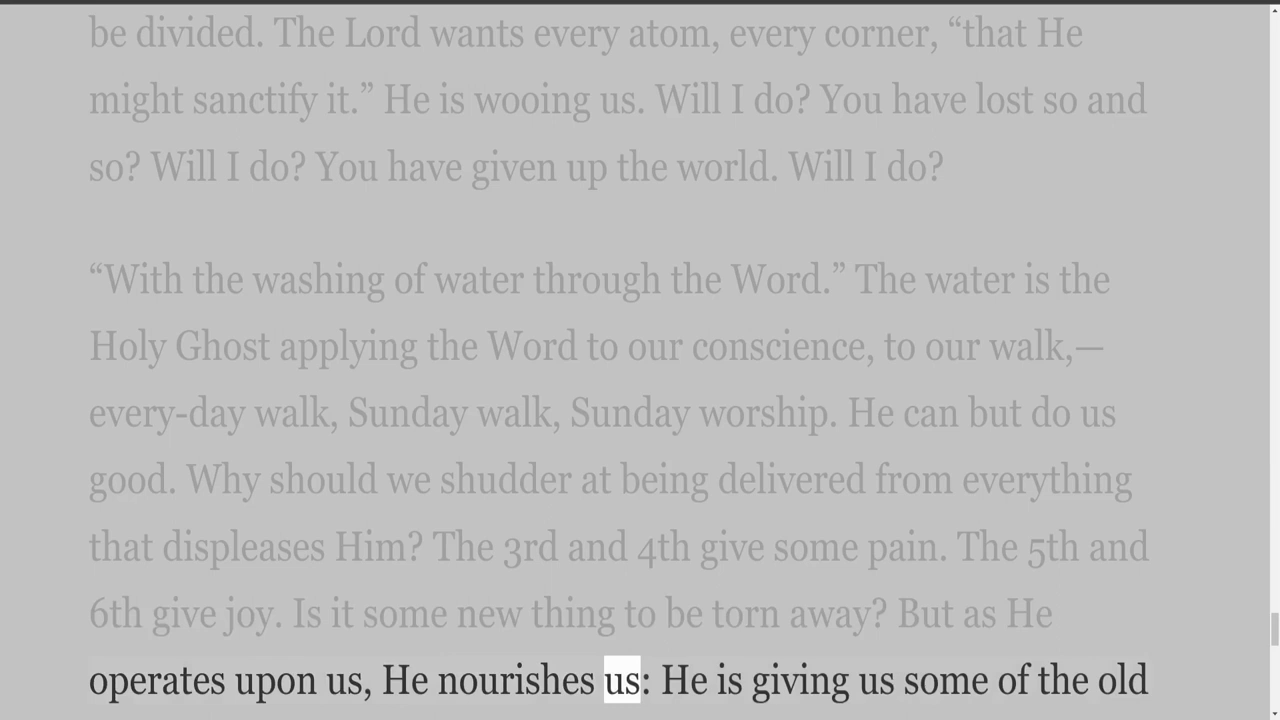 be divided. The Lord wants every atom, every corner, “that He
might sanctify it.” He is wooing us. Will I do? You have lost so and
so? Will I do? You have given up the world. Will I do?
“With the washing of water through the Word.” The water is the
Holy Ghost applying the Word to our conscience, to our walk,—
every-day walk, Sunday walk, Sunday worship. He can but do us
good. Why should we shudder at being delivered from everything
that displeases Him? The 3rd and 4th give some pain. The 5th and
6th give joy. Is it some new thing to be torn away? But as He
operates upon us, He nourishes us: He is giving us some of the old